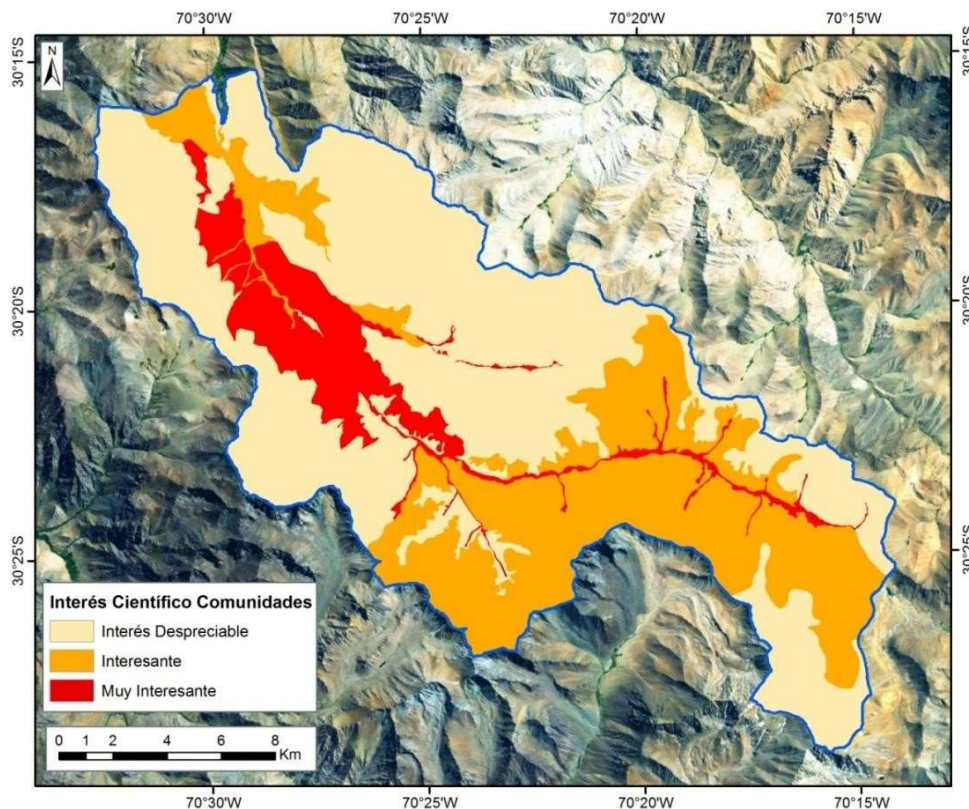 70°30'W 70°25'W 70°20'W 70°15'W
30°15'S 30°15'S
N
30°20'S 30°20'S
30°25'S 30°25'S
Interés Científico Comunidades
Interés Despreciable
Interesante
Muy Interesante
0 1 2 4 6 8
Km
70°30'W 70°25'W 70°20'W 70°15'W